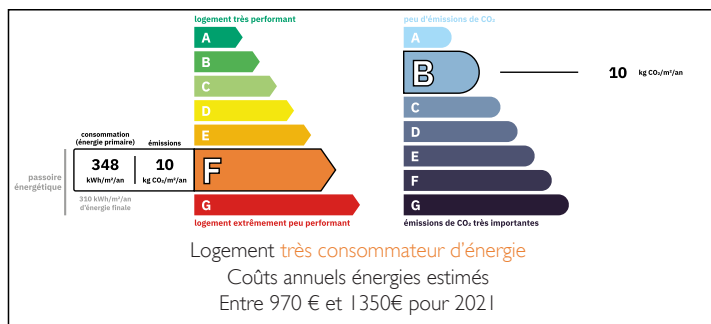 logement très performant
A
B
C
D
E
consommation
(énergie primaire)
émissions
348
kWh/m²/an
10
kg CO₂/m²/an
F
passoire
énergétique
310 kWh/m²/an
d'énergie finale
G
logement extrêmement peu performant
peu d'émissions de CO₂
A
B
10 kg CO₂/m²/an
C
D
E
F
G
émissions de CO₂ très importantes
Logement très consommateur d'énergie
Coûts annuels énergies estimés
Entre 970 € et 1350€ pour 2021